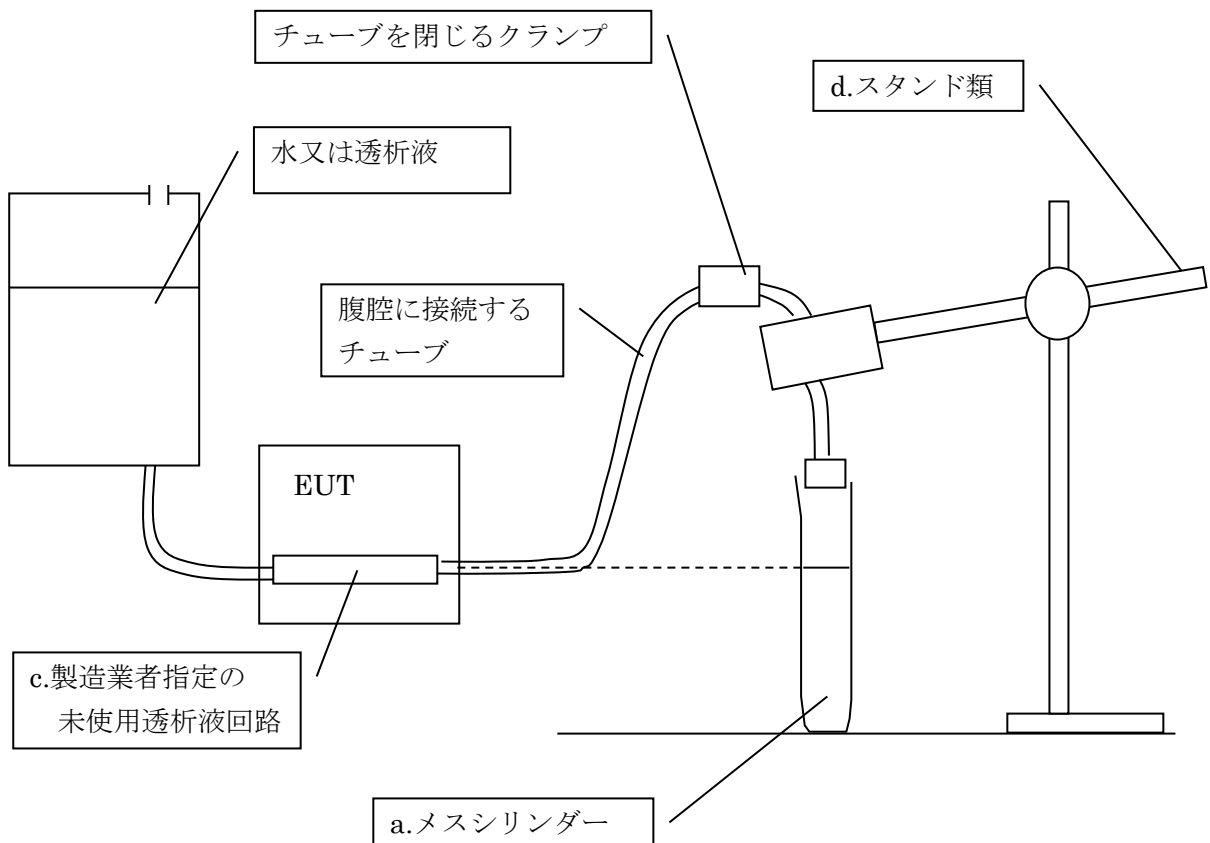 チューブを閉じるクランプ
d.スタンド類
水又は透析液
腹腔に接続する
チューブ
EUT
c.製造業者指定の
未使用透析液回路
a.メスシリンダー